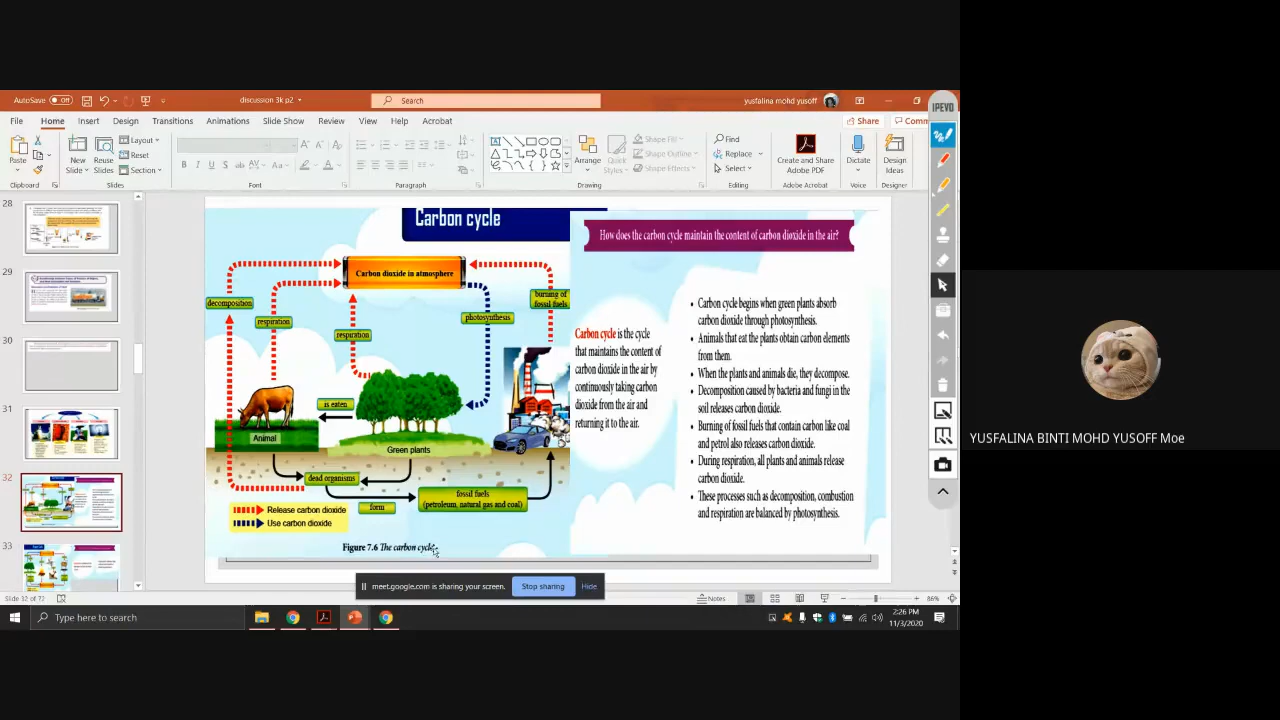 AutoSave Off
discussion 3k p2
Search
yusfalina mohd yusoff
IPEVO
File Home Insert Design Transitions Animations Slide Show Review View Help Acrobat
Share
Comm
Paste
New Slide
Reuse Slides
Layout
Reset
Section
Arrange
Quick Styles
Shape Fill
Shape Outline
Shape Effects
Find
Replace
Select
Create and Share Adobe PDF
Dictate
Design Ideas
Clipboard
Slides
Font
Paragraph
Drawing
Editing
Adobe Acrobat
Voice
Designer
28
29
30
31
32
33
Carbon cycle
Carbon dioxide in atmosphere
decomposition
respiration
respiration
photosynthesis
burning of
fossil fuels
is eaten
Animal
Green plants
dead organisms
form
fossil fuels
(petroleum, natural gas and coal)
Release carbon dioxide
Use carbon dioxide
Figure 7.6 The carbon cycle
How does the carbon cycle maintain the content of carbon dioxide in the air?
Carbon cycle is the cycle
that maintains the content of
carbon dioxide in the air by
continuously taking carbon
dioxide from the air and
returning it to the air.
• Carbon cycle begins when green plants absorb
carbon dioxide through photosynthesis.
• Animals that eat the plants obtain carbon elements
from them.
• When the plants and animals die, they decompose.
• Decomposition caused by bacteria and fungi in the
soil releases carbon dioxide.
• Burning of fossil fuels that contain carbon like coal
and petrol also releases carbon dioxide.
• During respiration, all plants and animals release
carbon dioxide.
• These processes such as decomposition, combustion
and respiration are balanced by photosynthesis.
meet.google.com is sharing your screen.
Stop sharing
Hide
Slide 32 of 72
Notes
86%
Type here to search
2:26 PM
11/3/2020
YUSFALINA BINTI MOHD YUSOFF Moe